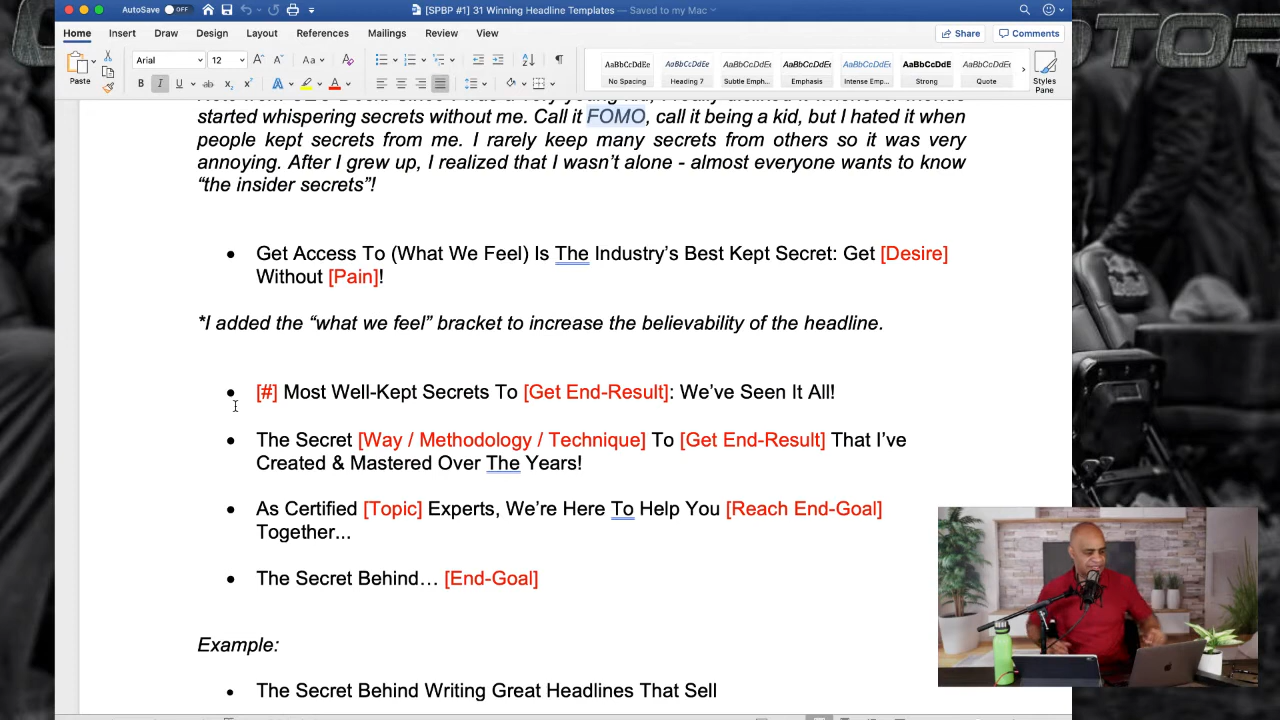 AutoSave OFF
[SPBP #1] 31 Winning Headline Templates — Saved to my Mac
Home Insert Draw Design Layout References Mailings Review View Share Comments
Paste
Arial 12
AaBbCcDdEe AaBbCcDdEe AaBbCcDdEe AaBbCcDdEe AaBbCcDdEe AaBbCcDdEe AaBbCcDdEe
No Spacing Heading 7 Subtle Emph... Emphasis Intense Emp... Strong Quote
Styles
Pane
started whispering secrets without me. Call it FOMO, call it being a kid, but I hated it when
people kept secrets from me. I rarely keep many secrets from others so it was very
annoying. After I grew up, I realized that I wasn’t alone - almost everyone wants to know
“the insider secrets”!
• Get Access To (What We Feel) Is The Industry’s Best Kept Secret: Get [Desire]
Without [Pain]!
*I added the “what we feel” bracket to increase the believability of the headline.
• [#] Most Well-Kept Secrets To [Get End-Result]: We’ve Seen It All!
• The Secret [Way / Methodology / Technique] To [Get End-Result] That I’ve
Created & Mastered Over The Years!
• As Certified [Topic] Experts, We’re Here To Help You [Reach End-Goal]
Together...
• The Secret Behind… [End-Goal]
Example:
• The Secret Behind Writing Great Headlines That Sell